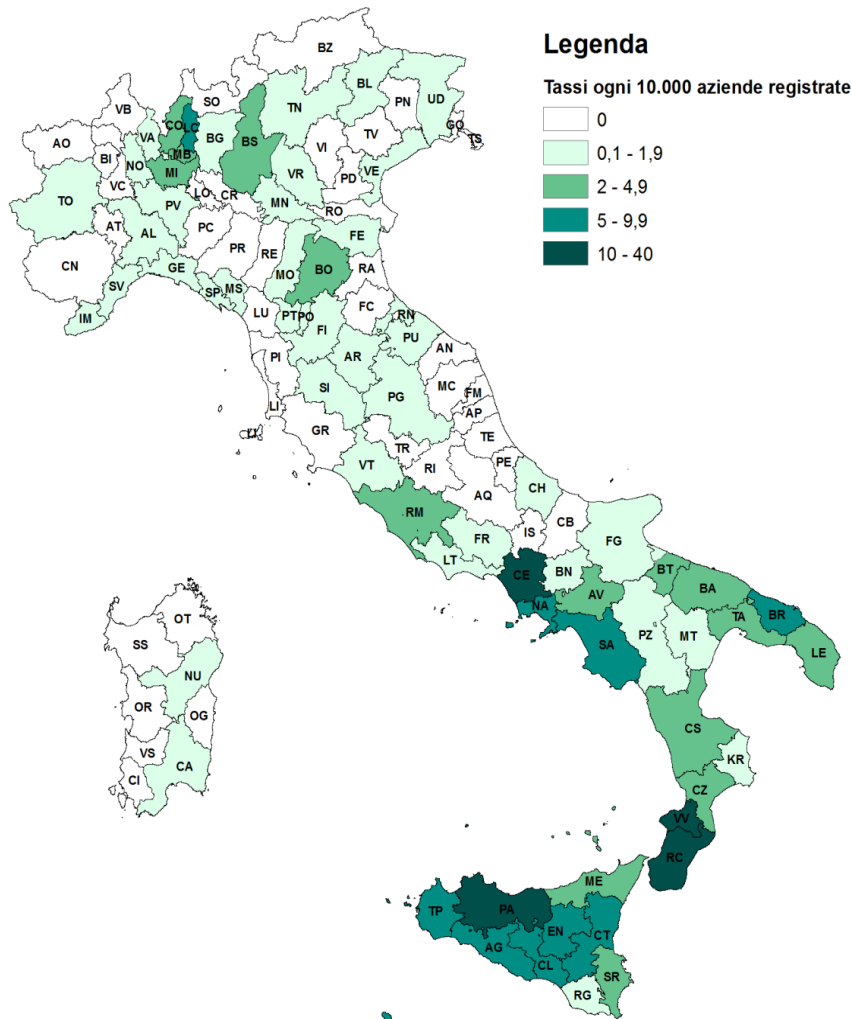 Legenda
Tassi ogni 10.000 aziende registrate
0
0,1 - 1,9
2 - 4,9
5 - 9,9
10 - 40
BZ
SO
BL
PN
UD
VB
TN
GO
TS
AO
VA
CO
LC
BG
BS
TV
VI
BI
NO
MB
MI
VR
VE
PD
VC
LO
CR
TO
PV
MN
RO
AT
PC
AL
PR
RE
FE
CN
MO
BO
RA
GE
SV
SP
MS
FC
IM
LU
PT
PO
RN
FI
PU
PI
AN
AR
MC
SI
FM
PG
LI
AP
GR
LI
TE
TR
VT
RI
PE
AQ
CH
RM
CB
IS
FR
FG
LT
BN
CE
BT
AV
BA
NA
TA
BR
OT
PZ
MT
SS
SA
LE
NU
OR
OG
CS
VS
KR
CA
CI
CZ
VV
RC
ME
TP
PA
EN
CT
AG
CL
SR
RG